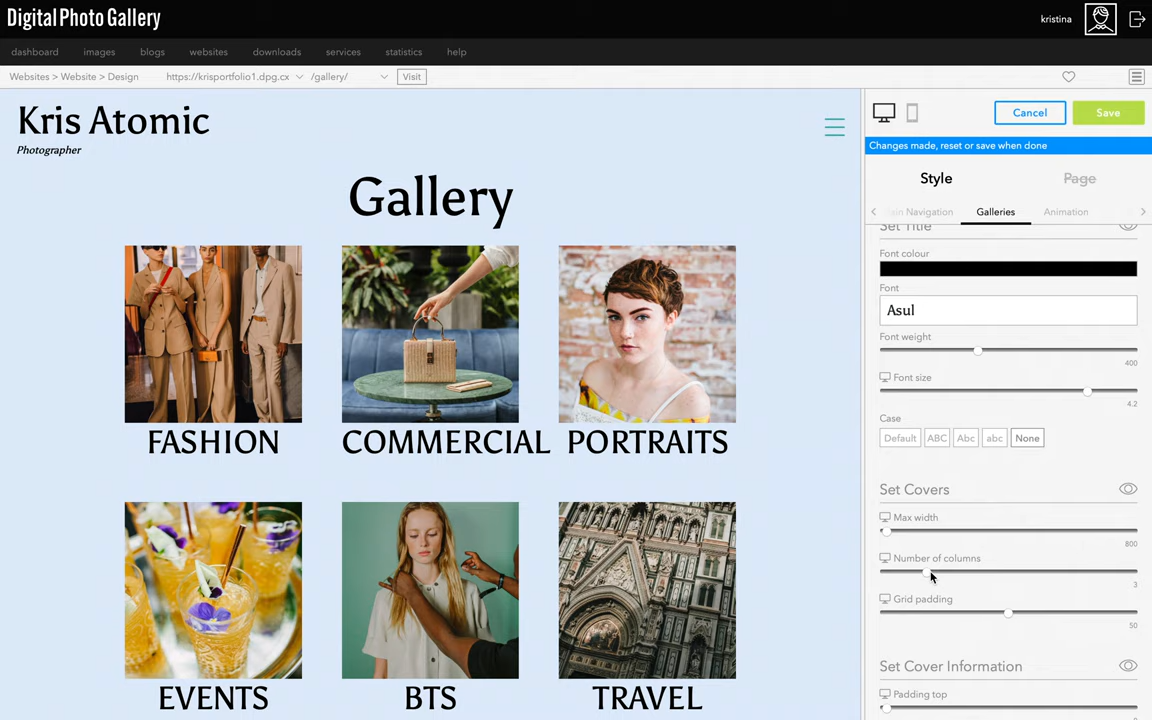 Digital Photo Gallery
kristina
dashboard images blogs websites downloads services statistics help
Websites > Website > Design https://krisportfolio1.dpg.cx /gallery/ Visit
Kris Atomic
Photographer
Gallery
FASHION COMMERCIAL PORTRAITS
EVENTS BTS TRAVEL
Cancel Save
Changes made, reset or save when done
Style Page
ain Navigation Galleries Animation
Set Title
Font colour
Font
Asul
Font weight
400
Font size
4.2
Case
Default ABC Abc abc None
Set Covers
Max width
800
Number of columns
3
Grid padding
50
Set Cover Information
Padding top